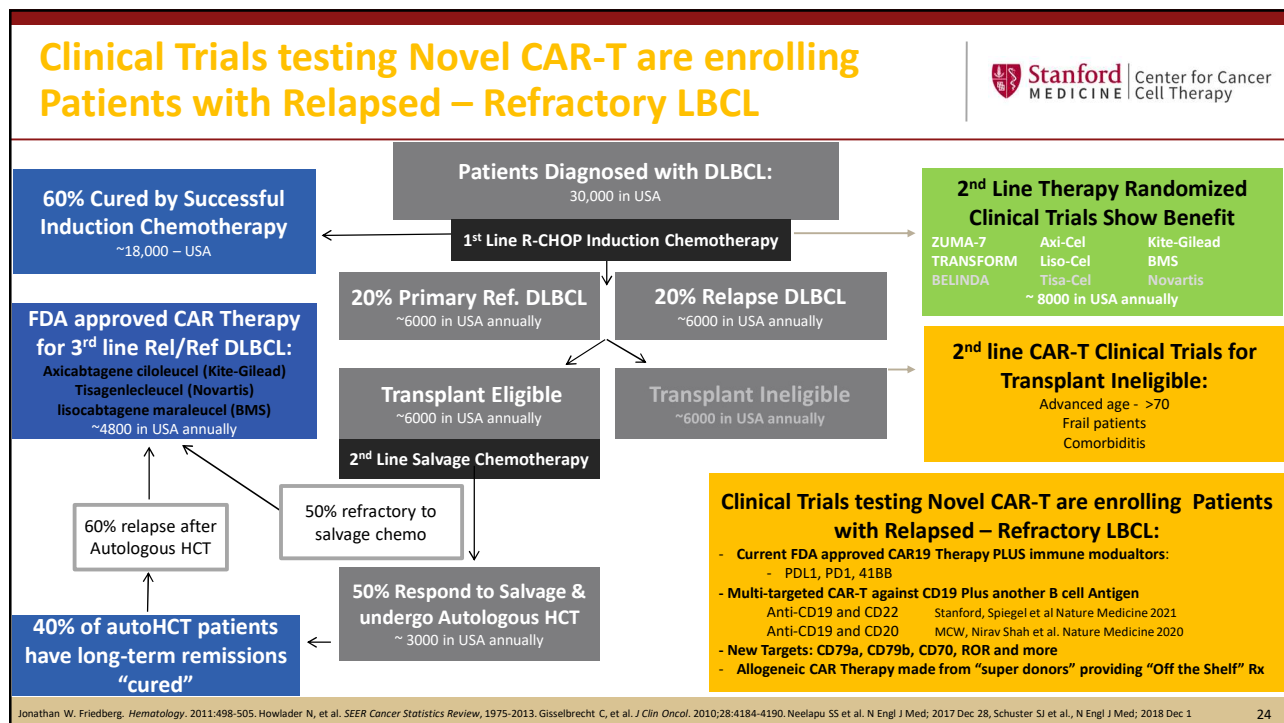 Clinical Trials testing Novel CAR-T are enrolling
Patients with Relapsed – Refractory LBCL
Stanford
MEDICINE
Center for Cancer
Cell Therapy
60% Cured by Successful
Induction Chemotherapy
~18,000 – USA
Patients Diagnosed with DLBCL:
30,000 in USA
1st Line R-CHOP Induction Chemotherapy
2nd Line Therapy Randomized
Clinical Trials Show Benefit
ZUMA-7 Axi-Cel Kite-Gilead
TRANSFORM Liso-Cel BMS
BELINDA Tisa-Cel Novartis
~ 8000 in USA annually
20% Primary Ref. DLBCL
~6000 in USA annually
20% Relapse DLBCL
~6000 in USA annually
FDA approved CAR Therapy
for 3rd line Rel/Ref DLBCL:
Axicabtagene ciloleucel (Kite-Gilead)
Tisagenlecleucel (Novartis)
lisocabtagene maraleucel (BMS)
~4800 in USA annually
Transplant Eligible
~6000 in USA annually
2nd Line Salvage Chemotherapy
Transplant Ineligible
~6000 in USA annually
2nd line CAR-T Clinical Trials for
Transplant Ineligible:
Advanced age - >70
Frail patients
Comorbiditis
60% relapse after
Autologous HCT
50% refractory to
salvage chemo
50% Respond to Salvage &
undergo Autologous HCT
~ 3000 in USA annually
40% of autoHCT patients
have long-term remissions
“cured”
Clinical Trials testing Novel CAR-T are enrolling Patients
with Relapsed – Refractory LBCL:
- Current FDA approved CAR19 Therapy PLUS immune modualtors:
- PDL1, PD1, 41BB
- Multi-targeted CAR-T against CD19 Plus another B cell Antigen
Anti-CD19 and CD22 Stanford, Spiegel et al Nature Medicine 2021
Anti-CD19 and CD20 MCW, Nirav Shah et al. Nature Medicine 2020
- New Targets: CD79a, CD79b, CD70, ROR and more
- Allogeneic CAR Therapy made from “super donors” providing “Off the Shelf” Rx
Jonathan W. Friedberg. Hematology. 2011:498-505. Howlader N, et al. SEER Cancer Statistics Review, 1975-2013. Gisselbrecht C, et al. J Clin Oncol. 2010;28:4184-4190. Neelapu SS et al. N Engl J Med; 2017 Dec 28, Schuster SJ et al., N Engl J Med; 2018 Dec 1
24